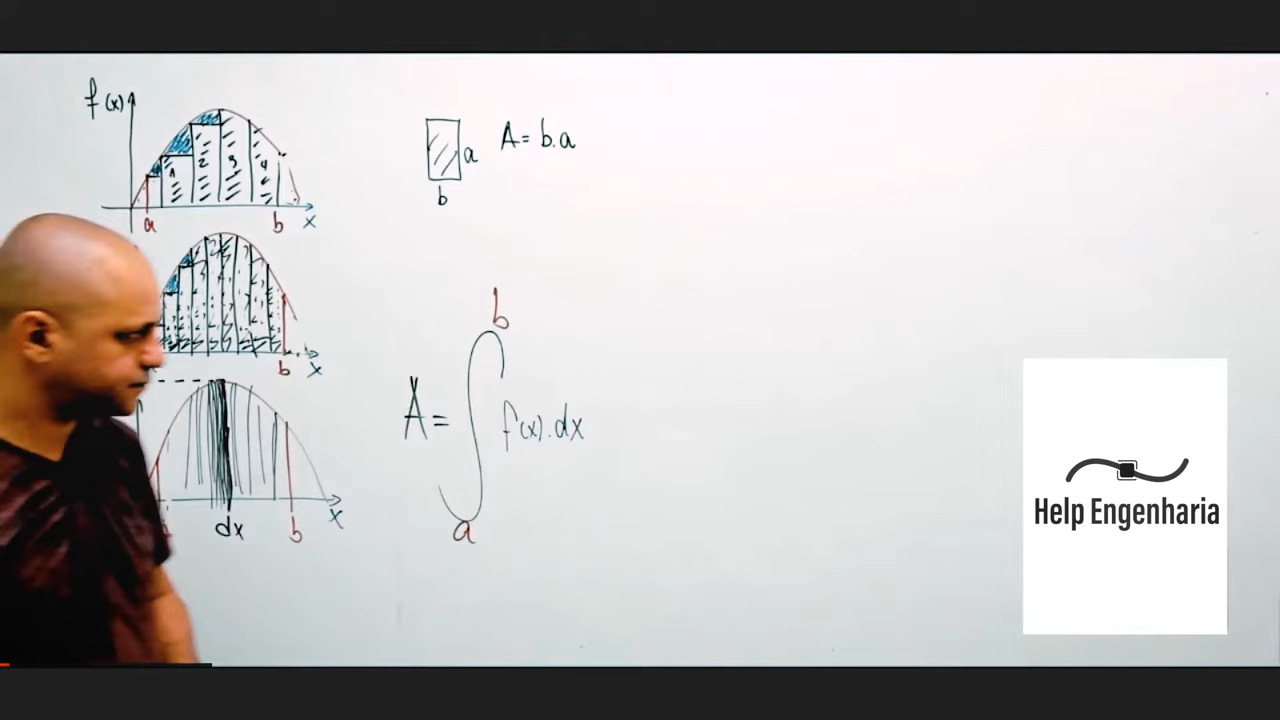 f(x)
1 2 3 4
a b x
a A= b.a
b
b x
b
A= ∫ f(x).dx
a
dx b x
Help Engenharia